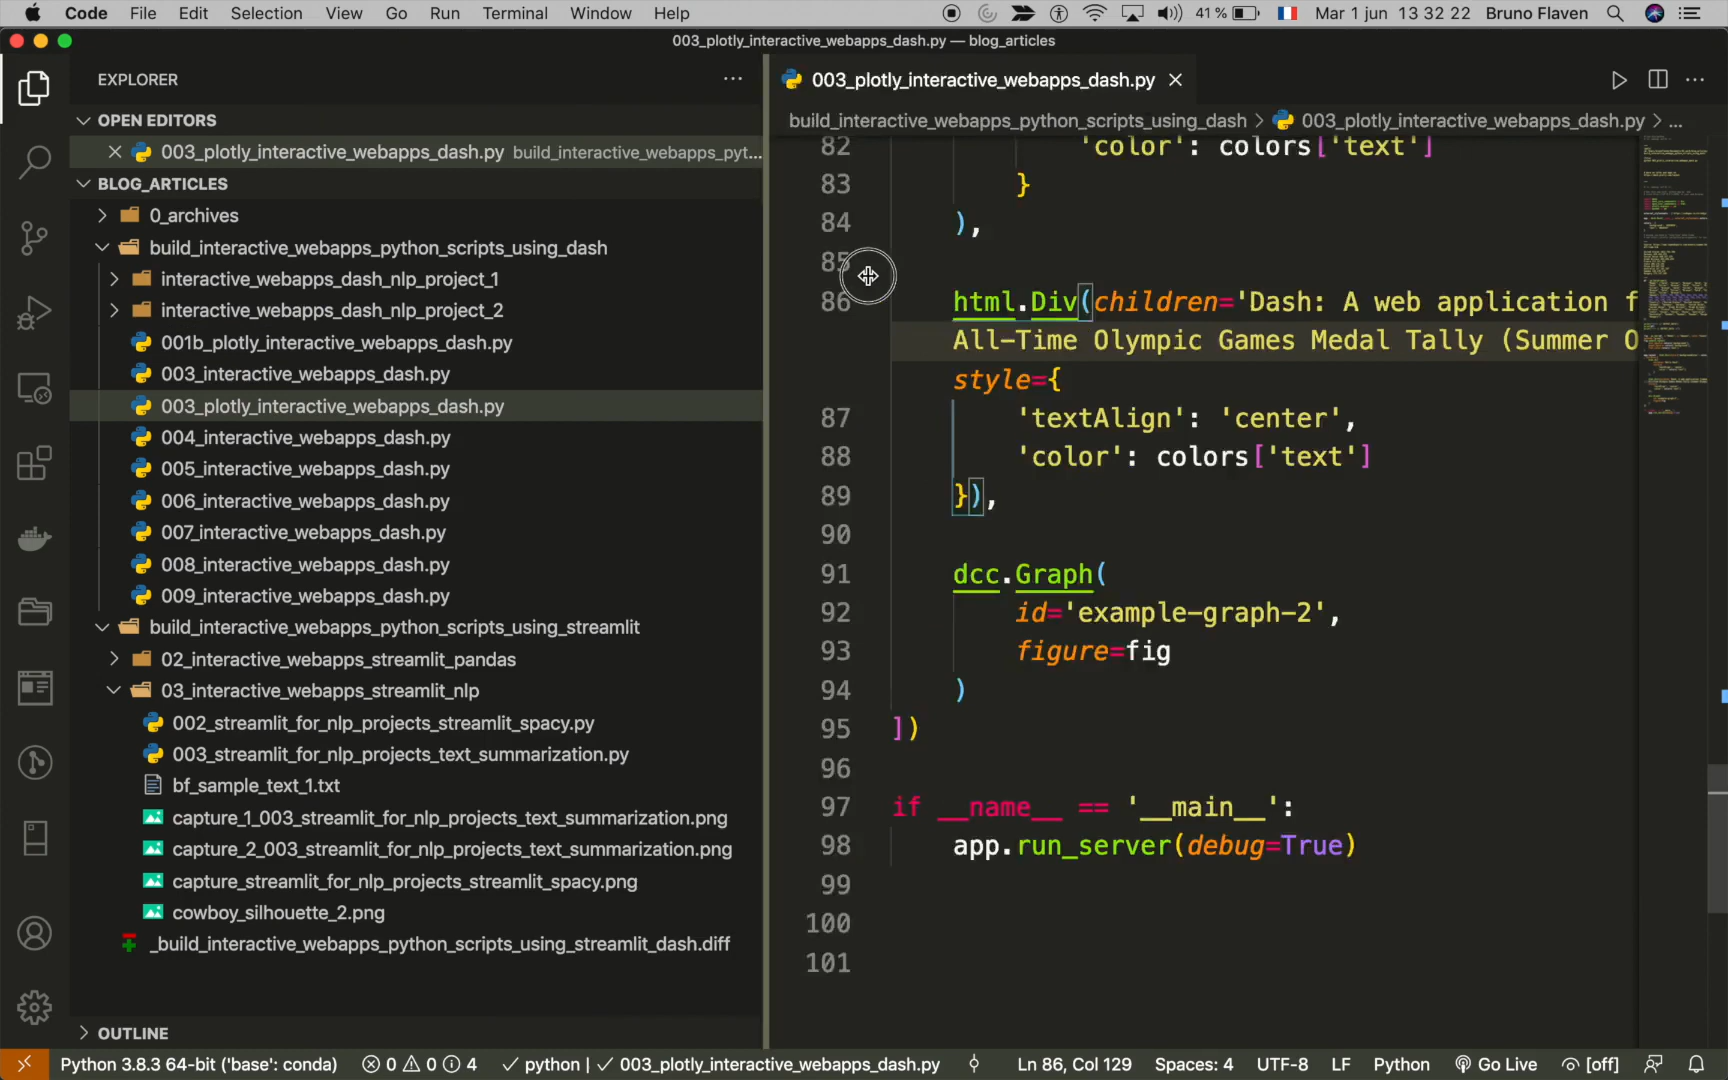 Code File Edit Selection View Go Run Terminal Window Help 41 % Mar 1 jun 13 32 22 Bruno Flaven
003_plotly_interactive_webapps_dash.py — blog_articles
EXPLORER
003_plotly_interactive_webapps_dash.py
OPEN EDITORS
build_interactive_webapps_python_scripts_using_dash > 003_plotly_interactive_webapps_dash.py > ...
003_plotly_interactive_webapps_dash.py build_interactive_webapps_pyt...
BLOG_ARTICLES
0_archives
build_interactive_webapps_python_scripts_using_dash
interactive_webapps_dash_nlp_project_1
interactive_webapps_dash_nlp_project_2
001b_plotly_interactive_webapps_dash.py
003_interactive_webapps_dash.py
003_plotly_interactive_webapps_dash.py
004_interactive_webapps_dash.py
005_interactive_webapps_dash.py
006_interactive_webapps_dash.py
007_interactive_webapps_dash.py
008_interactive_webapps_dash.py
009_interactive_webapps_dash.py
build_interactive_webapps_python_scripts_using_streamlit
02_interactive_webapps_streamlit_pandas
03_interactive_webapps_streamlit_nlp
002_streamlit_for_nlp_projects_streamlit_spacy.py
003_streamlit_for_nlp_projects_text_summarization.py
bf_sample_text_1.txt
capture_1_003_streamlit_for_nlp_projects_text_summarization.png
capture_2_003_streamlit_for_nlp_projects_text_summarization.png
capture_streamlit_for_nlp_projects_streamlit_spacy.png
cowboy_silhouette_2.png
_build_interactive_webapps_python_scripts_using_streamlit_dash.diff
OUTLINE
82 'color': colors['text']
83 }
84 ),
85
86 html.Div(children='Dash: A web application f
All-Time Olympic Games Medal Tally (Summer O
style={
87 'textAlign': 'center',
88 'color': colors['text']
89 }),
90
91 dcc.Graph(
92 id='example-graph-2',
93 figure=fig
94 )
95 ])
96
97 if __name__ == '__main__':
98 app.run_server(debug=True)
99
100
101
Python 3.8.3 64-bit ('base': conda) 0 0 4 python | 003_plotly_interactive_webapps_dash.py Ln 86, Col 129 Spaces: 4 UTF-8 LF Python Go Live [off]